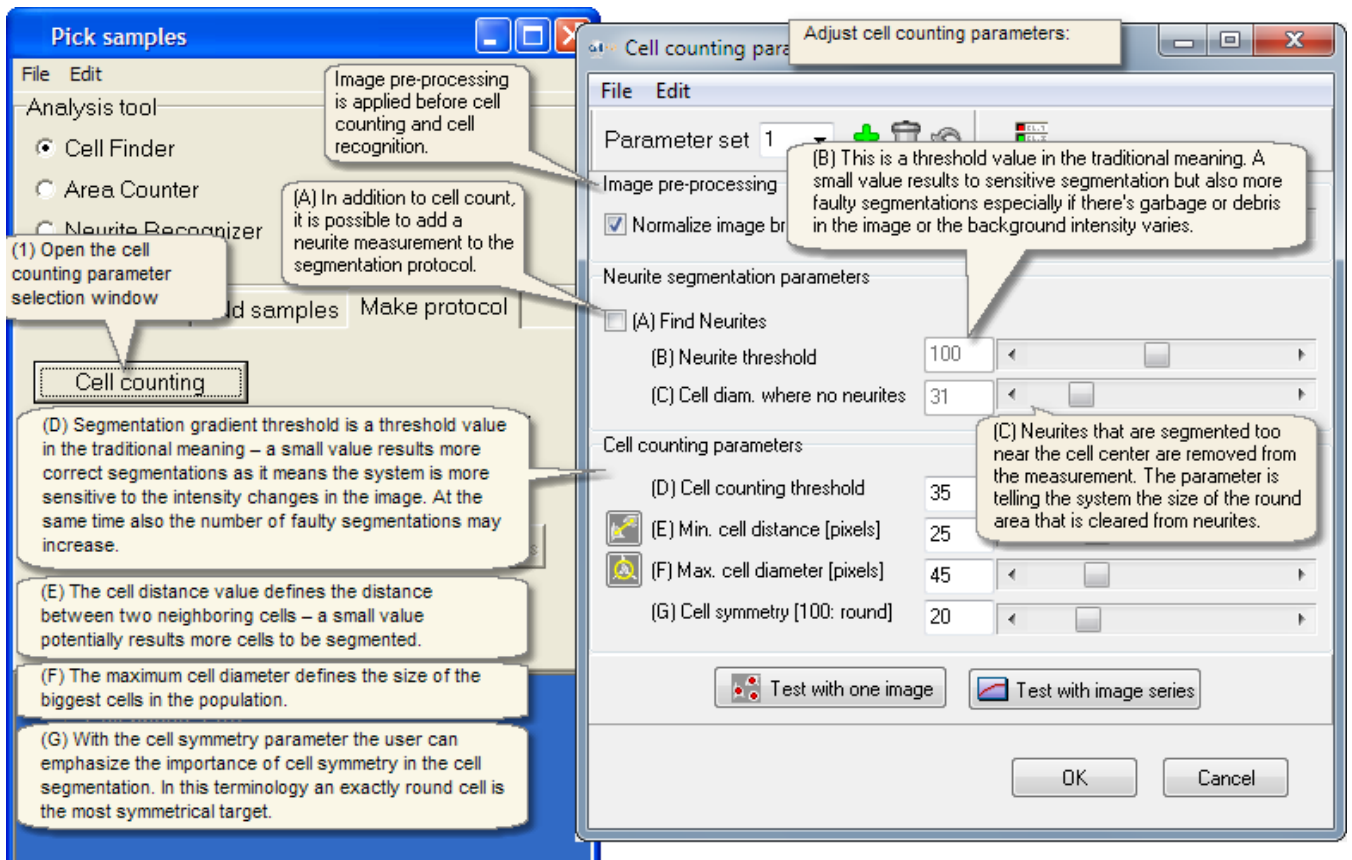 Pick samples
File Edit
Analysis tool
Cell Finder
Area Counter
Neurite Recognizer
Image pre-processing
is applied before cell
counting and cell
recognition.
(A) In addition to cell count,
it is possible to add a
neurite measurement to the
segmentation protocol.
(1) Open the cell
counting parameter
selection window
samples
Make protocol
Cell counting
(D) Segmentation gradient threshold is a threshold value
in the traditional meaning – a small value results more
correct segmentations as it means the system is more
sensitive to the intensity changes in the image. At the
same time also the number of faulty segmentations may
increase.
(E) The cell distance value defines the distance
between two neighboring cells – a small value
potentially results more cells to be segmented.
(F) The maximum cell diameter defines the size of the
biggest cells in the population.
(G) With the cell symmetry parameter the user can
emphasize the importance of cell symmetry in the cell
segmentation. In this terminology an exactly round cell is
the most symmetrical target.
Cell counting
Adjust cell counting parameters:
File Edit
Parameter set 1
(B) This is a threshold value in the traditional meaning. A
small value results to sensitive segmentation but also more
faulty segmentations especially if there's garbage or debris
in the image or the background intensity varies.
Image pre-processing
Normalize image
Neurite segmentation parameters
(A) Find Neurites
(B) Neurite threshold 100
(C) Cell diam. where no neurites 31
(C) Neurites that are segmented too
near the cell center are removed from
the measurement. The parameter is
telling the system the size of the round
area that is cleared from neurites.
Cell counting parameters
(D) Cell counting threshold 35
(E) Min. cell distance [pixels] 25
(F) Max. cell diameter [pixels] 45
(G) Cell symmetry [100: round] 20
Test with one image
Test with image series
OK
Cancel